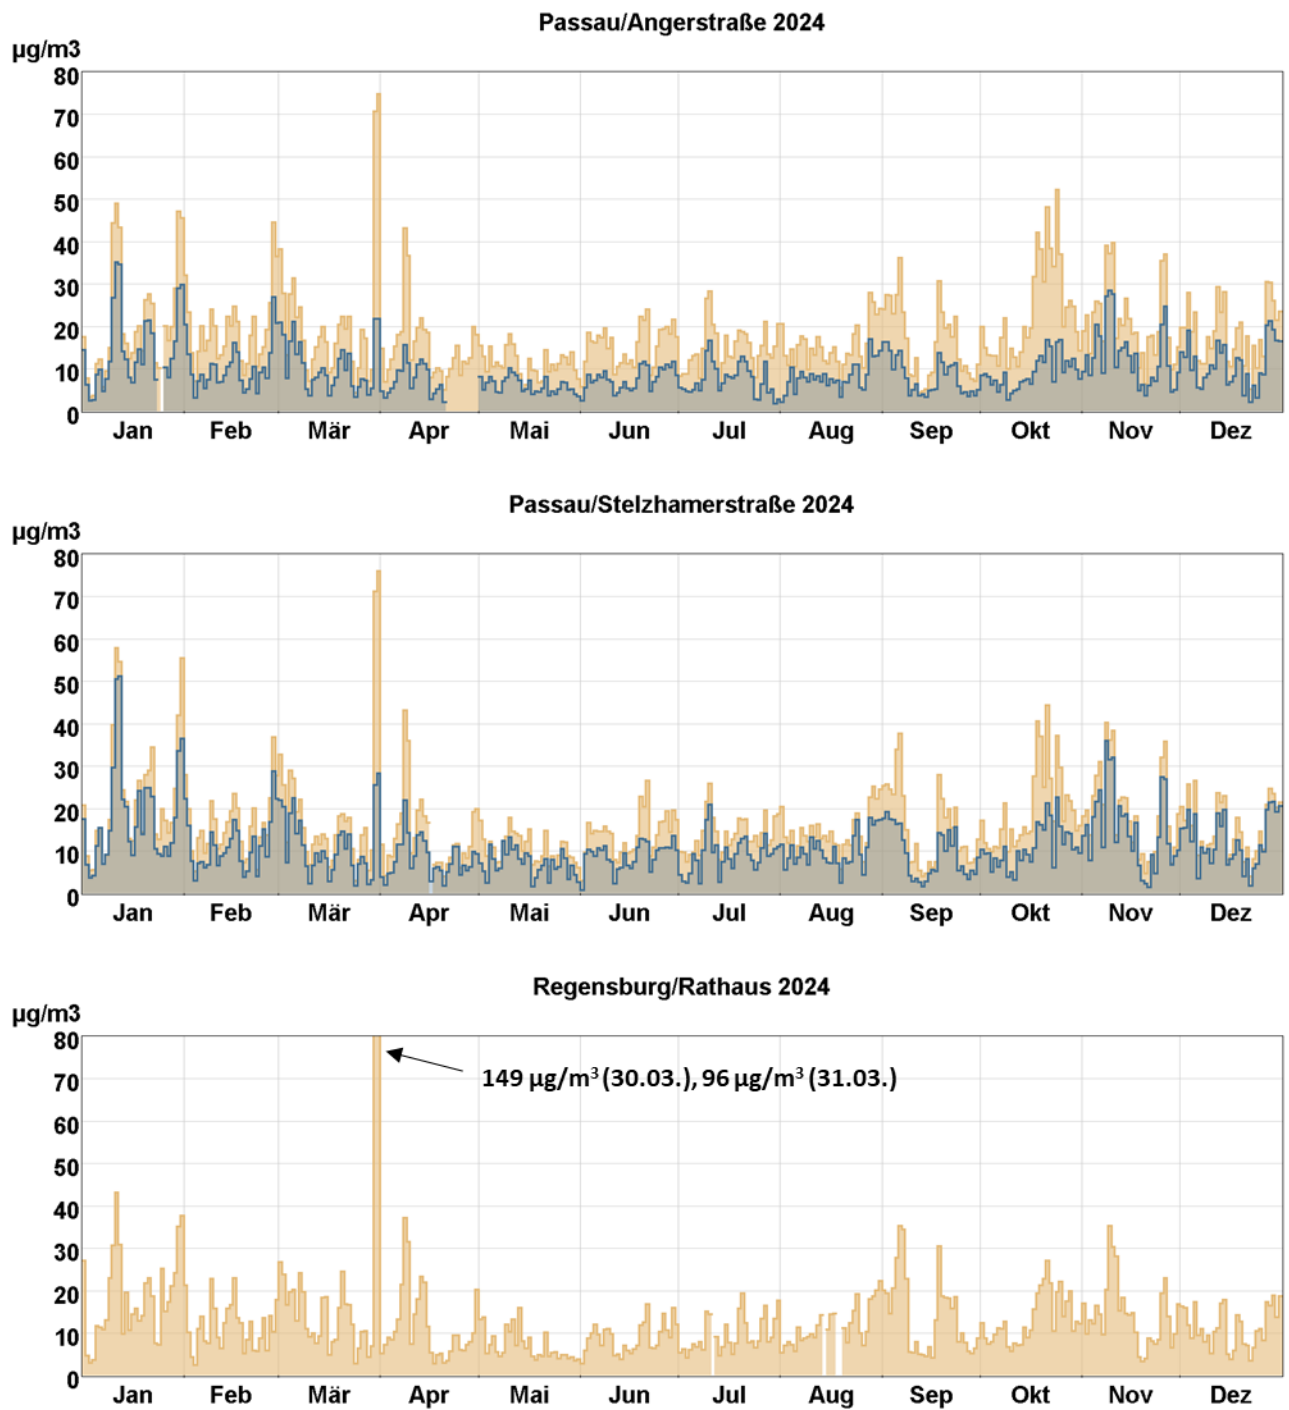 Passau/Angerstraße 2024
µg/m3
80
70
60
50
40
30
20
10
0
Jan Feb Mär Apr Mai Jun Jul Aug Sep Okt Nov Dez
Passau/Stelzhamerstraße 2024
µg/m3
80
70
60
50
40
30
20
10
0
Jan Feb Mär Apr Mai Jun Jul Aug Sep Okt Nov Dez
Regensburg/Rathaus 2024
µg/m3
80
70
60
50
40
30
20
10
0
149 µg/m³ (30.03.), 96 µg/m³ (31.03.)
Jan Feb Mär Apr Mai Jun Jul Aug Sep Okt Nov Dez